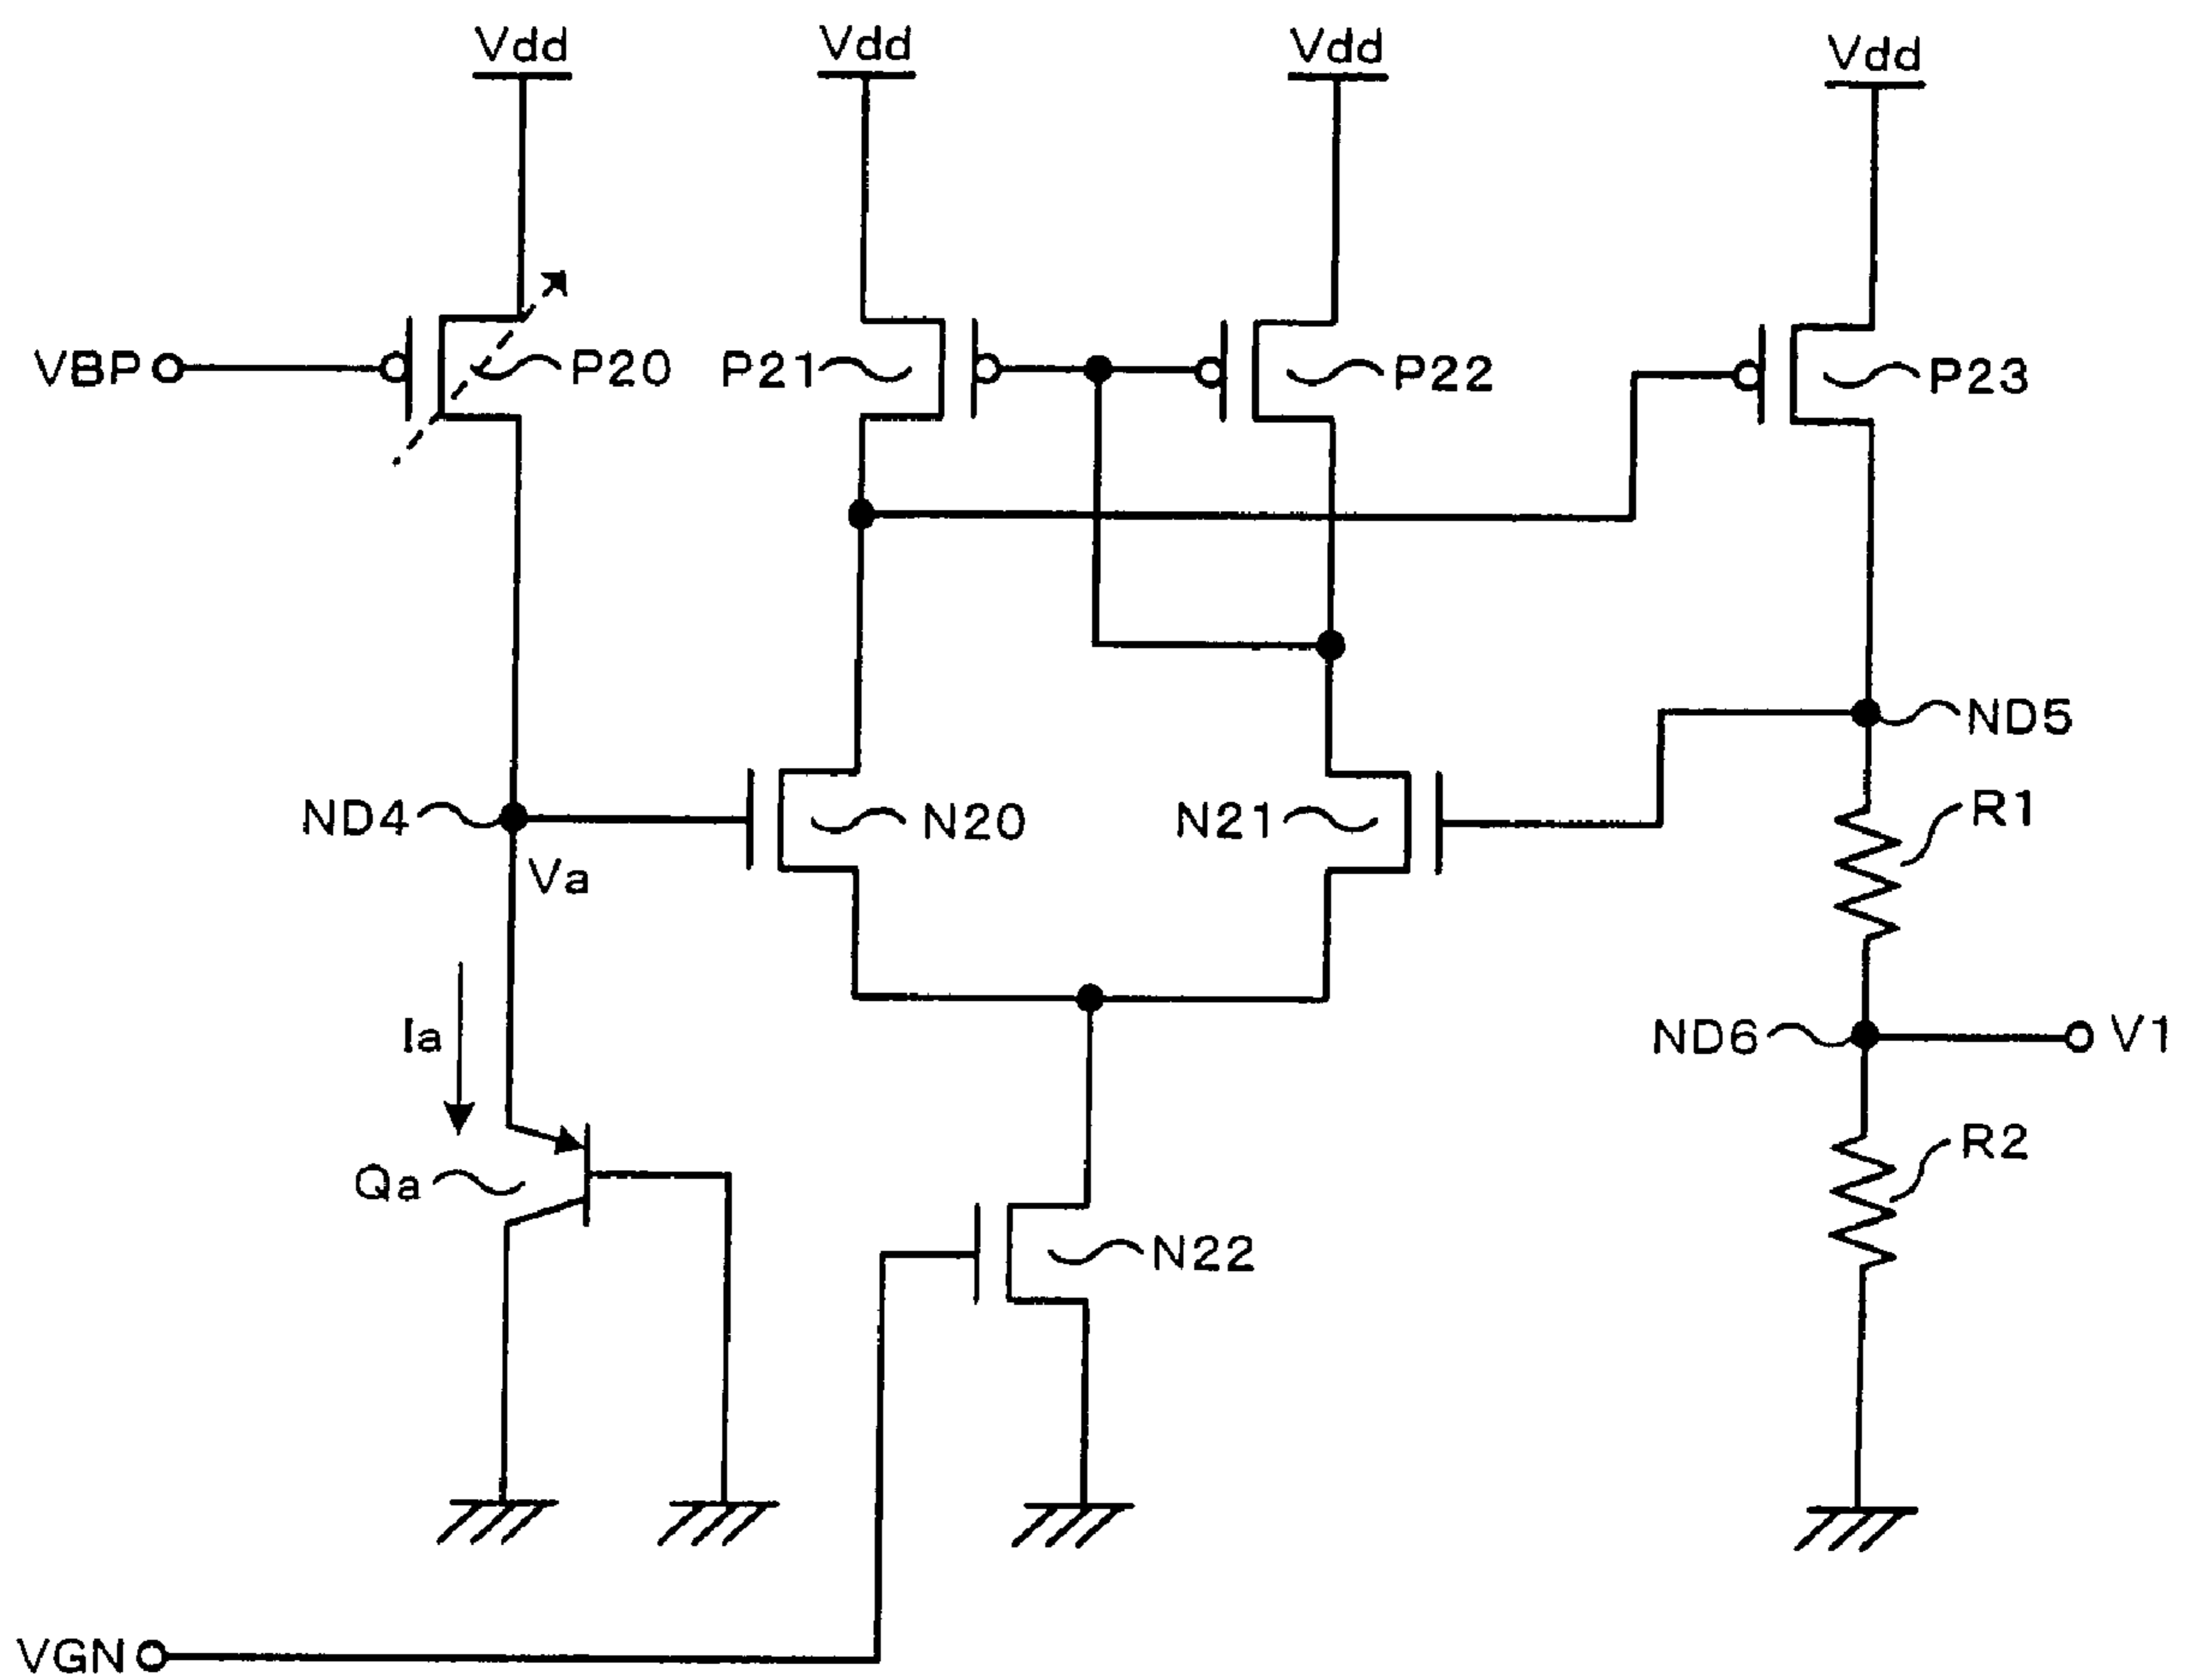 Vdd
Vdd
Vdd
Vdd
VBP
P20
P21
P22
P23
ND5
ND4
N20
N21
R1
Va
Ia
ND6
V1
Qa
R2
N22
VGN